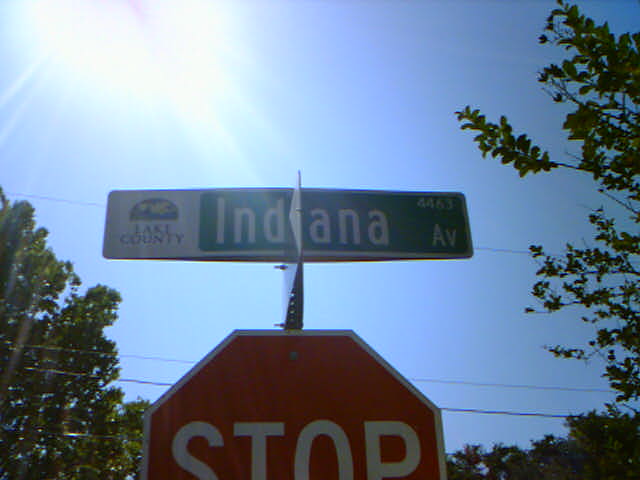 LAKE
COUNTY
Indiana
4463
Av
STOP